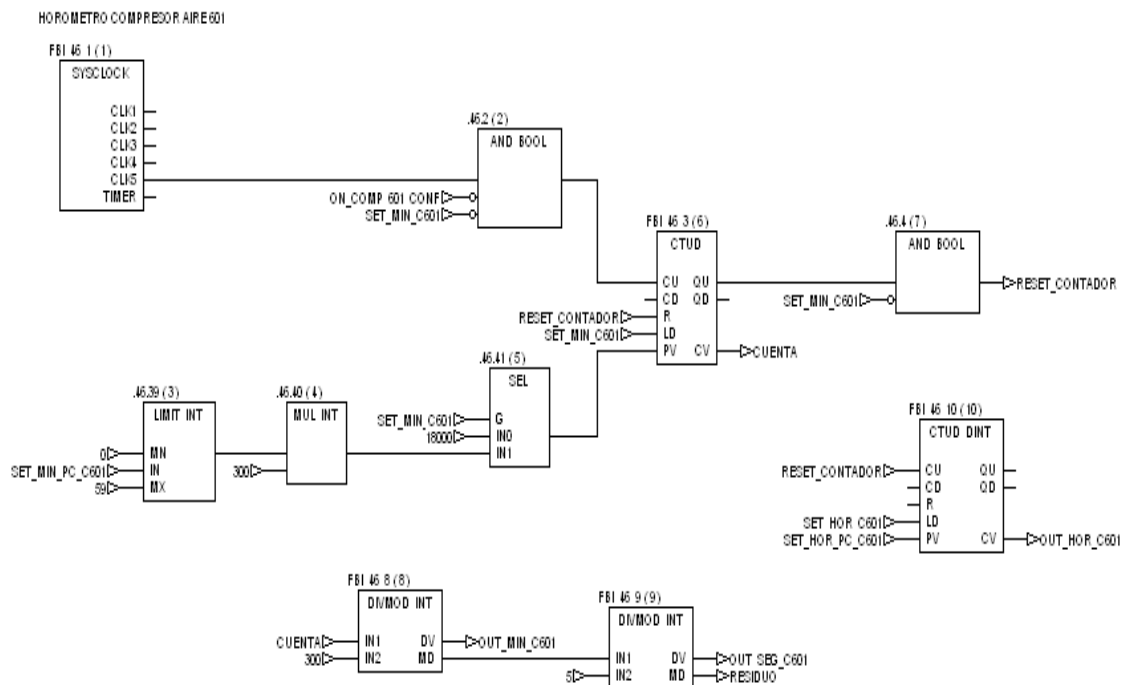 HOROMETRO COMPRESOR AIRE 601
FBI 46 1 (1)
SYSCLOCK
CLK1
CLK2
CLK3
CLK4
CLK5
TIMER
.46.2 (2)
AND BOOL
ON_COMP 601 CONF
SET_MIN_C601
FBI 46 3 (6)
CTUD
CU QU
CD QD
RESET_CONTADOR R
SET_MIN_C601 LD
PV CV CUENTA
.46.4 (7)
AND BOOL
SET_MIN_C601
RESET_CONTADOR
.46.39 (3)
LIMIT INT
0 MN
SET_MIN_PC_C601 IN
59 MX
.46.40 (4)
MUL INT
300
.46.41 (5)
SEL
SET_MIN_C601 G
18000 IN0
IN1
FBI 46 10 (10)
CTUD DINT
RESET_CONTADOR CU QU
CD QD
R
SET HOR C601 LD
SET_HOR_PC_C601 PV CV OUT_HOR_C601
FBI 46 8 (8)
DIVMOD INT
CUENTA IN1 DV OUT_MIN_C601
300 IN2 MD
FBI 46 9 (9)
DIVMOD INT
IN1 DV OUT SEG_C601
5 IN2 MD RESIDUO